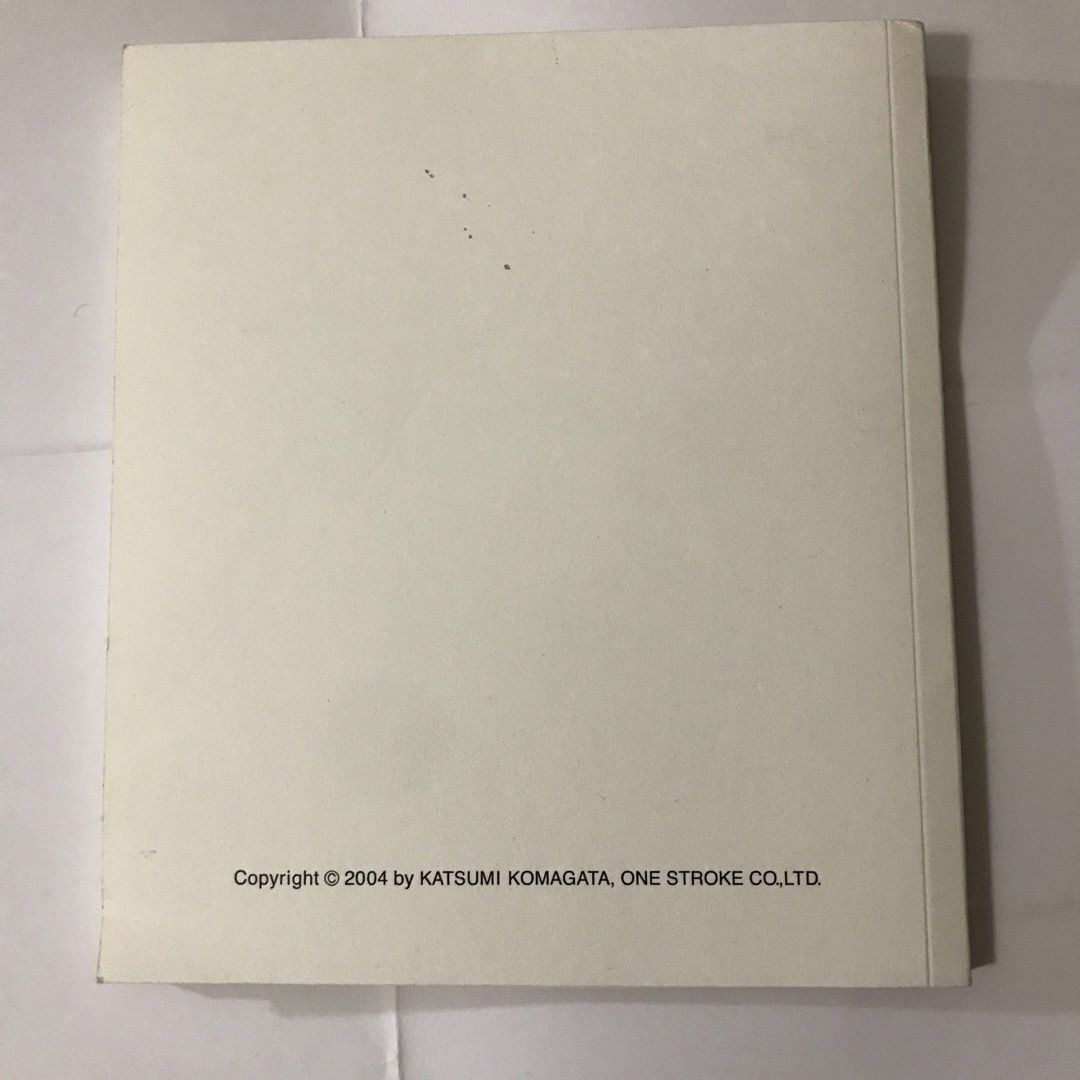 Copyright © 2004 by KATSUMI KOMAGATA, ONE STROKE CO.,LTD.